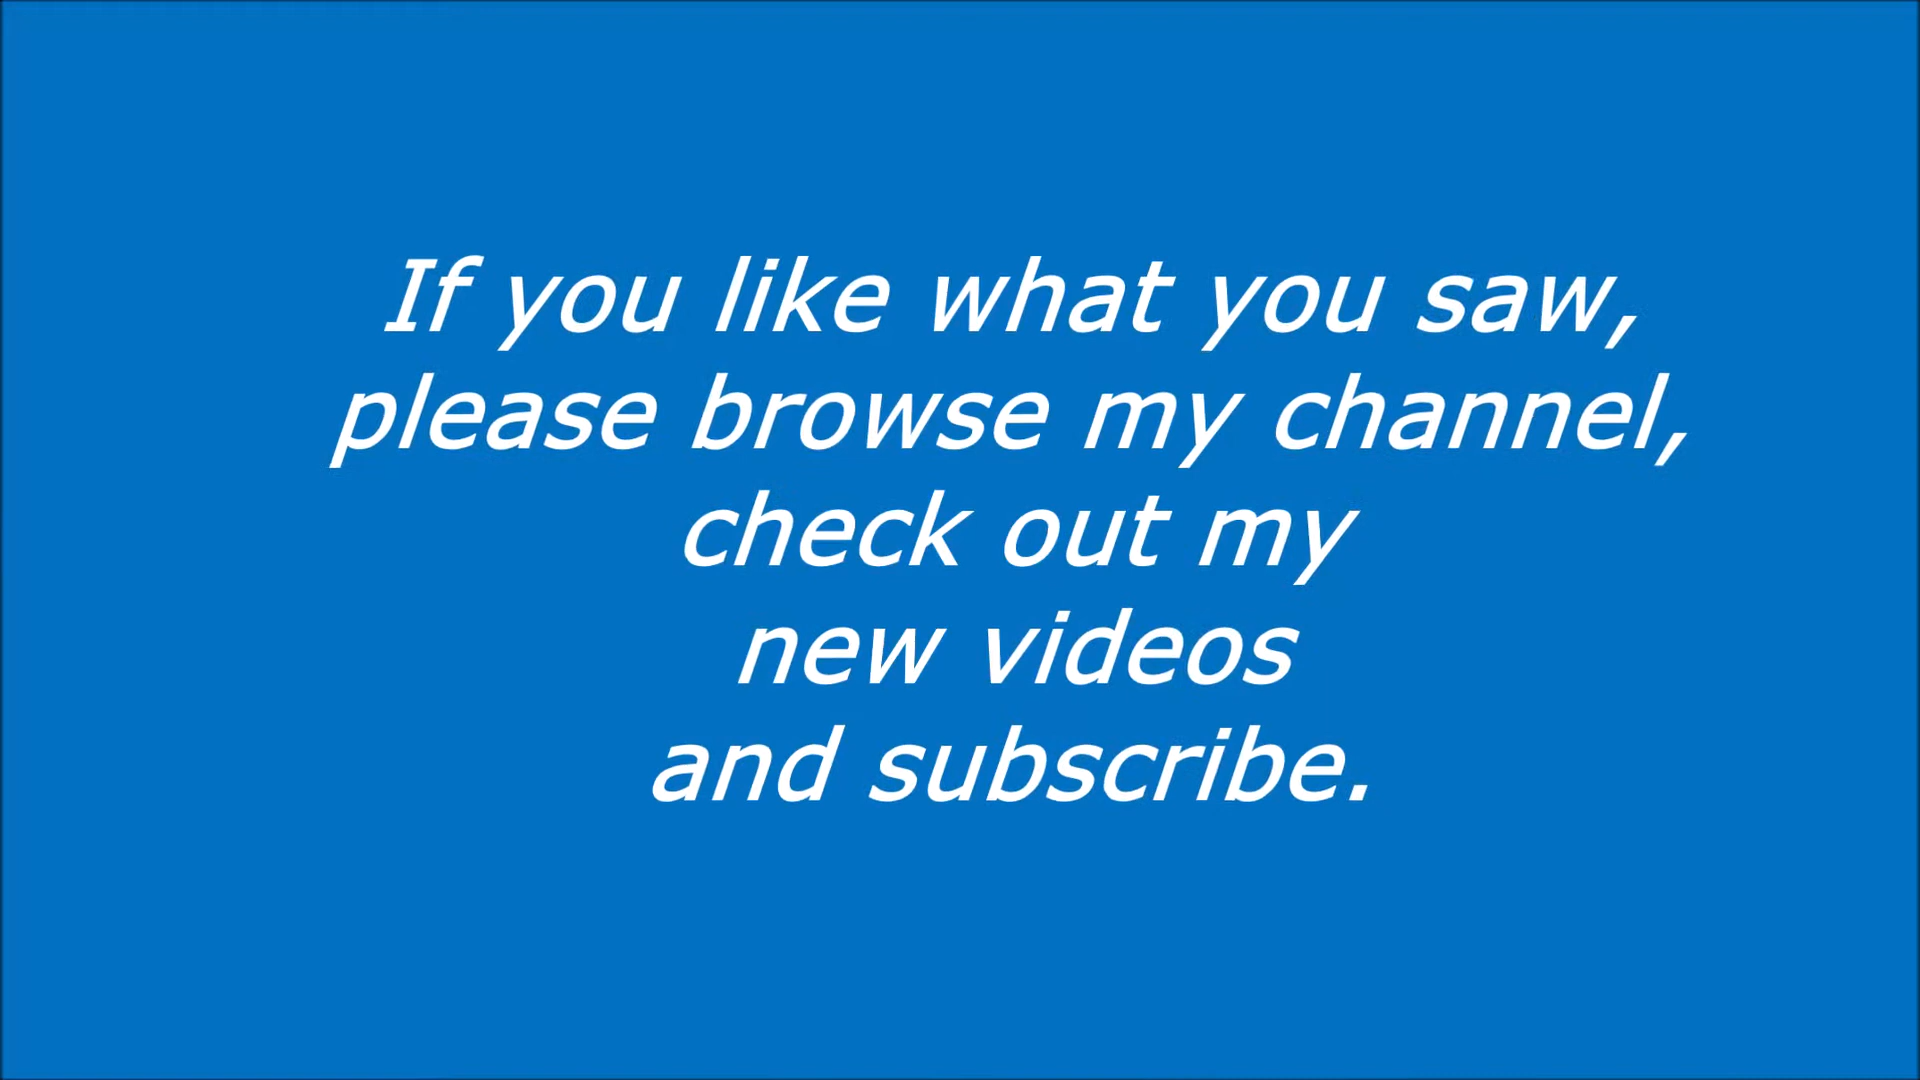 If you like what you saw,
please browse my channel,
check out my
new videos
and subscribe.